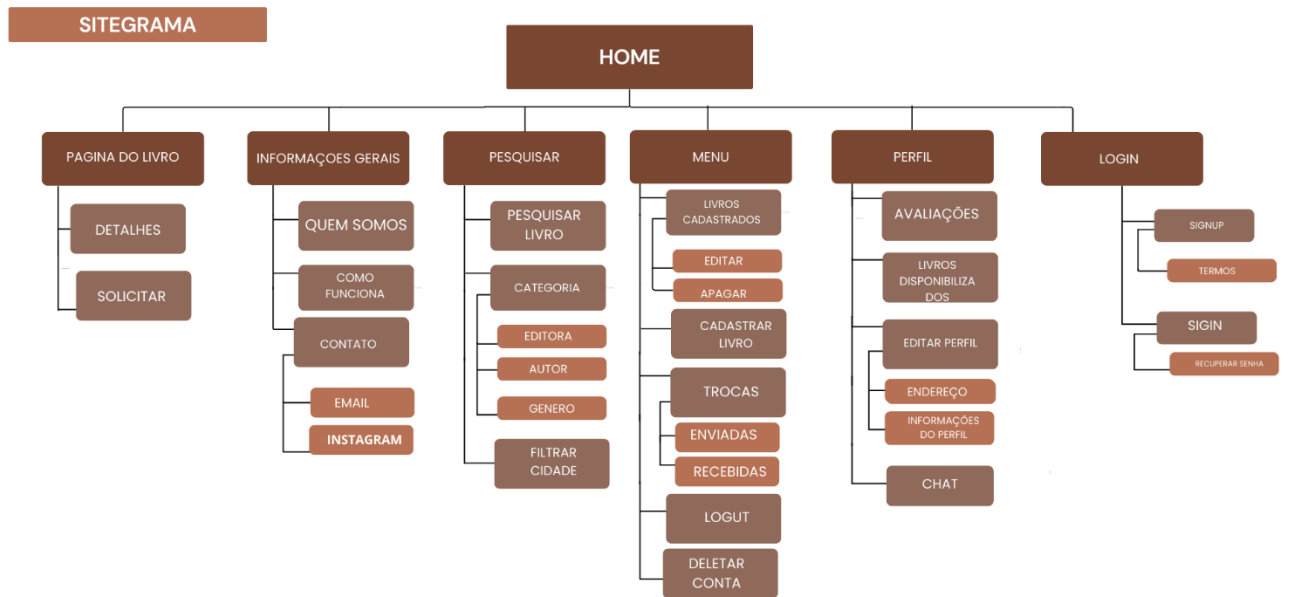 SITEGRAMA
HOME
PAGINA DO LIVRO
DETALHES
SOLICITAR
INFORMAÇOES GERAIS
QUEM SOMOS
COMO
FUNCIONA
CONTATO
EMAIL
INSTAGRAM
PESQUISAR
PESQUISAR
LIVRO
CATEGORIA
EDITORA
AUTOR
GENERO
FILTRAR
CIDADE
MENU
LIVROS
CADASTRADOS
EDITAR
APAGAR
CADASTRAR
LIVRO
TROCAS
ENVIADAS
RECEBIDAS
LOGUT
DELETAR
CONTA
PERFIL
AVALIAÇÕES
LIVROS
DISPONIBILIZA
DOS
EDITAR PERFIL
ENDEREÇO
INFORMAÇÕES
DO PERFIL
CHAT
LOGIN
SIGNUP
TERMOS
SIGIN
RECUPERAR SENHA